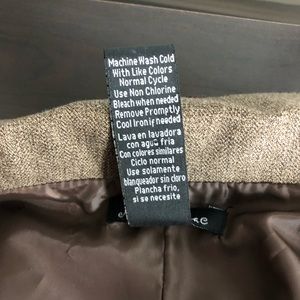 Machine Wash Cold
With Like Colors
Normal Cycle
Use Non Chlorine
Bleach when needed
Remove Promptly
Cool Iron if needed
Lava en lavadora
con agua fria
Con colores similares
Ciclo normal
Use solamente
blanqueador sin cloro
Plancha frio,
si se necesite